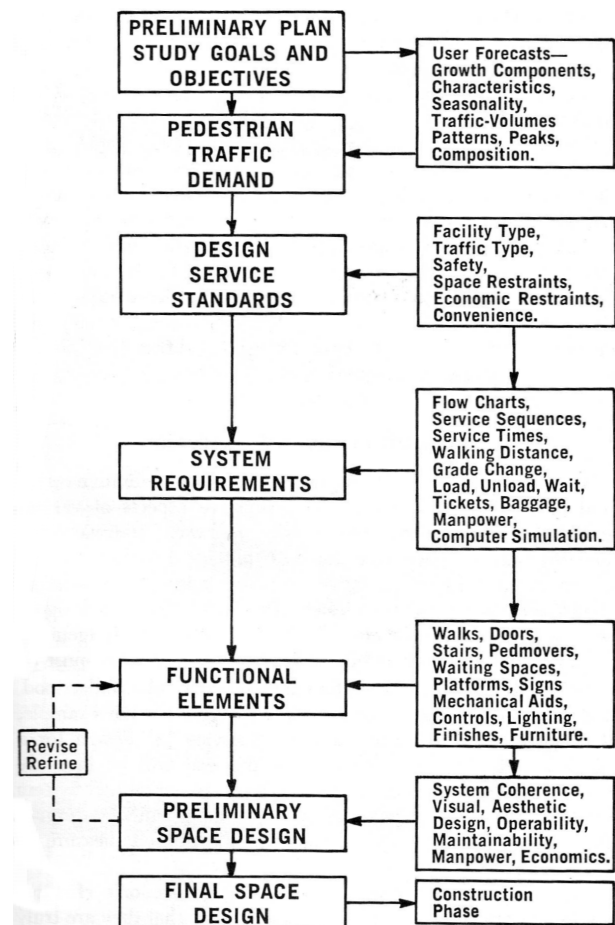 PRELIMINARY PLAN
STUDY GOALS AND
OBJECTIVES
User Forecasts—
Growth Components,
Characteristics,
Seasonality,
Traffic-Volumes
Patterns, Peaks,
Composition.
PEDESTRIAN
TRAFFIC
DEMAND
DESIGN
SERVICE
STANDARDS
Facility Type,
Traffic Type,
Safety,
Space Restraints,
Economic Restraints,
Convenience.
SYSTEM
REQUIREMENTS
Flow Charts,
Service Sequences,
Service Times,
Walking Distance,
Grade Change,
Load, Unload, Wait,
Tickets, Baggage,
Manpower,
Computer Simulation.
FUNCTIONAL
ELEMENTS
Walks, Doors,
Stairs, Pedmovers,
Waiting Spaces,
Platforms, Signs
Mechanical Aids,
Controls, Lighting,
Finishes, Furniture.
Revise
Refine
PRELIMINARY
SPACE DESIGN
System Coherence,
Visual, Aesthetic
Design, Operability,
Maintainability,
Manpower, Economics.
FINAL SPACE
DESIGN
Construction
Phase